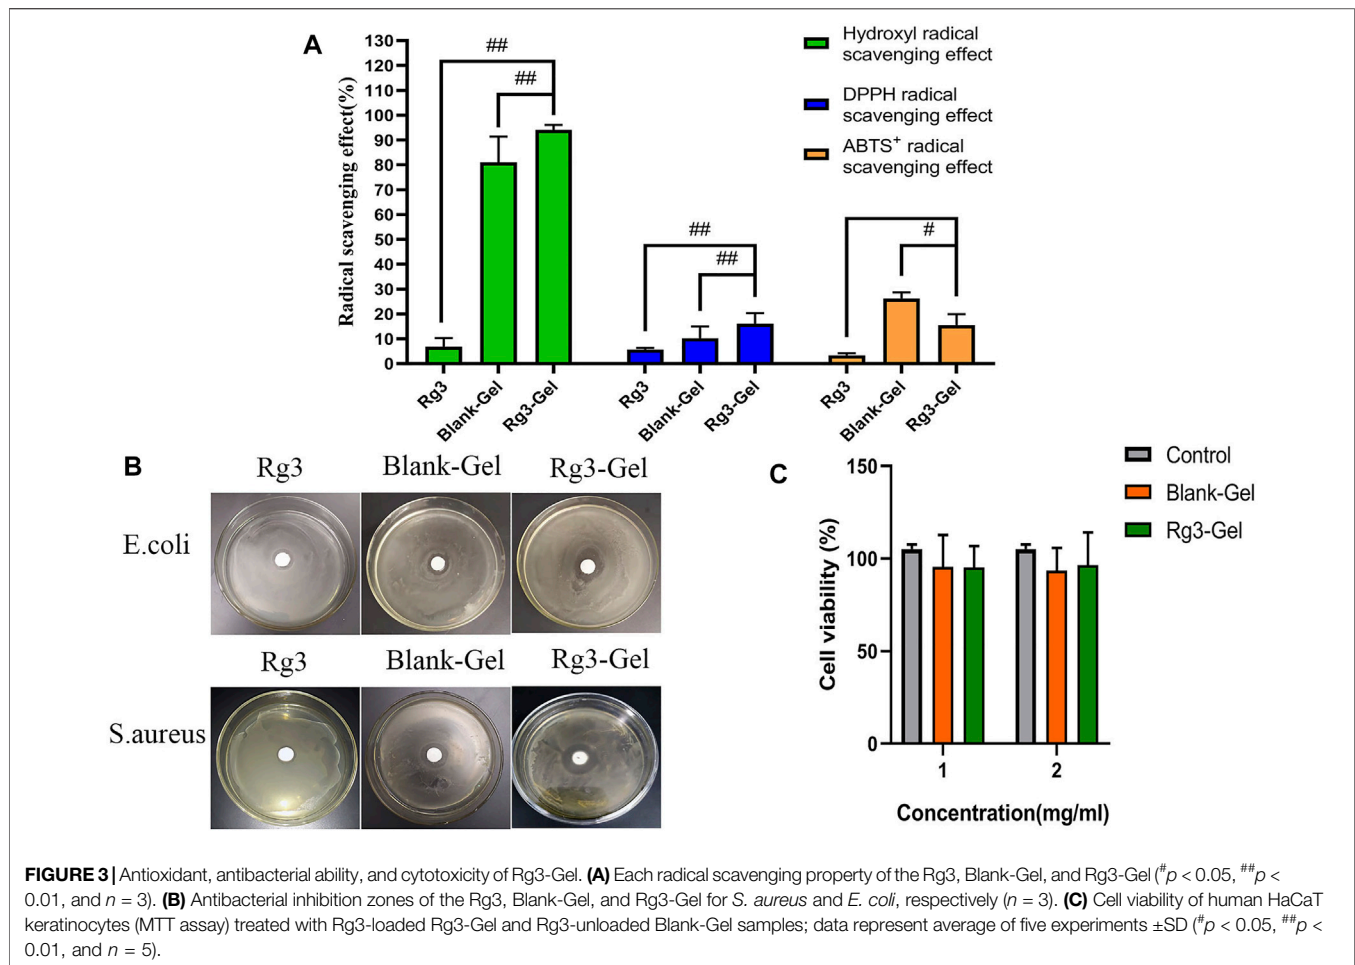 A
130
120
110
100
90
80
70
60
50
40
30
20
10
0
Radical scavenging effect(%)
##
##
##
##
#
Hydroxyl radical
scavenging effect
DPPH radical
scavenging effect
ABTS+ radical
scavenging effect
Rg3
Blank-Gel
Rg3-Gel
Rg3
Blank-Gel
Rg3-Gel
Rg3
Blank-Gel
Rg3-Gel
B
Rg3 Blank-Gel Rg3-Gel
E.coli
Rg3 Blank-Gel Rg3-Gel
S.aureus
C
150
100
50
0
Cell viability (%)
1 2
Concentration(mg/ml)
Control
Blank-Gel
Rg3-Gel
FIGURE 3 | Antioxidant, antibacterial ability, and cytotoxicity of Rg3-Gel. (A) Each radical scavenging property of the Rg3, Blank-Gel, and Rg3-Gel (#p < 0.05, ##p <
0.01, and n = 3). (B) Antibacterial inhibition zones of the Rg3, Blank-Gel, and Rg3-Gel for S. aureus and E. coli, respectively (n = 3). (C) Cell viability of human HaCaT
keratinocytes (MTT assay) treated with Rg3-loaded Rg3-Gel and Rg3-unloaded Blank-Gel samples; data represent average of five experiments ±SD (#p < 0.05, ##p <
0.01, and n = 5).